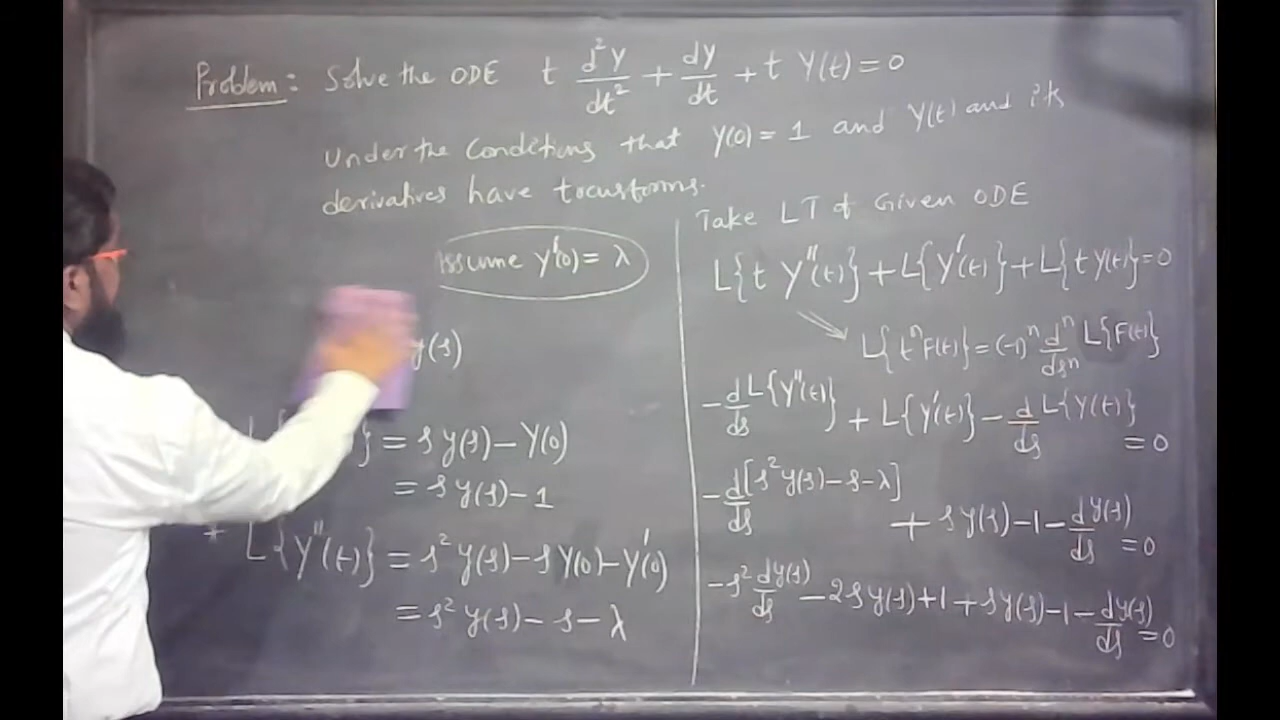 Problem: Solve the ODE t d²Y/dt² + dY/dt + t Y(t) = 0
Under the Conditions that Y(0) = 1 and Y(t) and its
derivatives have transforms.
Assume Y'(0) = λ
y(s)
} = s y(s) - Y(0)
= s y(s) - 1
* L{Y''(t)} = s² y(s) - s Y(0) - Y'(0)
= s² y(s) - s - λ
Take LT of Given ODE
L{t Y''(t)} + L{Y'(t)} + L{t Y(t)} = 0
L{tⁿ F(t)} = (-1)ⁿ dⁿ/dsⁿ L{F(t)}
- d/ds L{Y''(t)} + L{Y'(t)} - d/ds L{Y(t)} = 0
- d/ds [s² y(s) - s - λ] + s y(s) - 1 - d/ds y(s) = 0
- s² dy(s)/ds - 2s y(s) + 1 + s y(s) - 1 - dy(s)/ds = 0